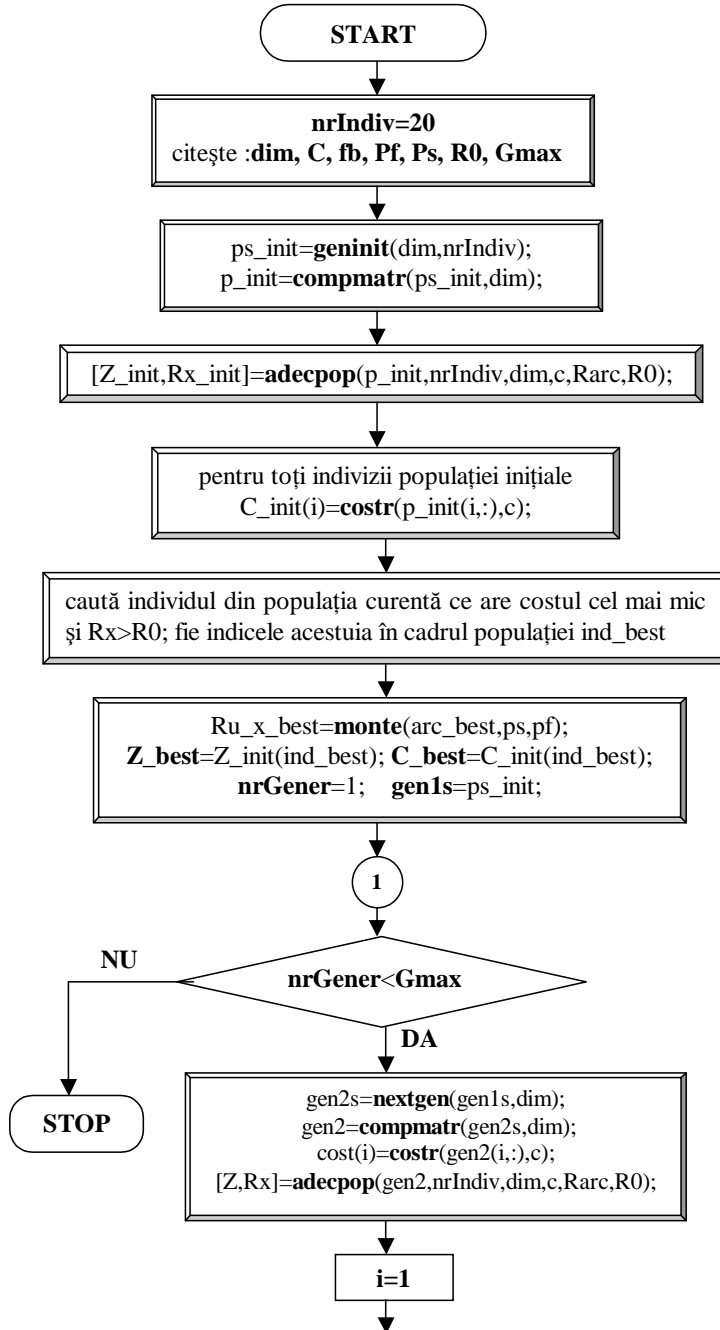 START
nrIndiv=20
citeşte :dim, C, fb, Pf, Ps, R0, Gmax
ps_init=geninit(dim,nrIndiv);
p_init=compmatr(ps_init,dim);
[Z_init,Rx_init]=adecpop(p_init,nrIndiv,dim,c,Rarc,R0);
pentru toţi indivizii populaţiei iniţiale
C_init(i)=costr(p_init(i,:),c);
caută individul din populaţia curentă ce are costul cel mai mic
şi Rx>R0; fie indicele acestuia în cadrul populaţiei ind_best
Ru_x_best=monte(arc_best,ps,pf);
Z_best=Z_init(ind_best); C_best=C_init(ind_best);
nrGener=1; gen1s=ps_init;
1
NU
nrGener<Gmax
DA
STOP
gen2s=nextgen(gen1s,dim);
gen2=compmatr(gen2s,dim);
cost(i)=costr(gen2(i,:),c);
[Z,Rx]=adecpop(gen2,nrIndiv,dim,c,Rarc,R0);
i=1